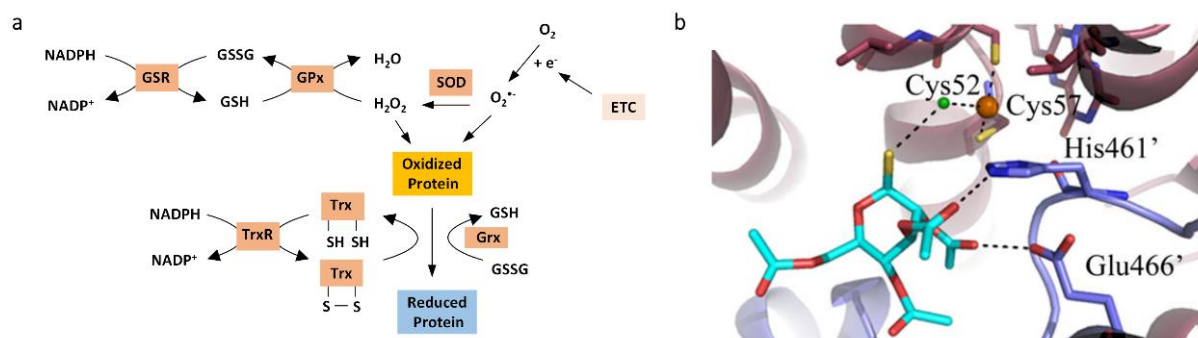 a
b
NADPH
GSSG
H₂O
O₂
GSR
GPx
SOD
+ e⁻
NADP⁺
GSH
H₂O₂
O₂•-
ETC
Oxidized
Protein
NADPH
Trx
GSH
TrxR
SH SH
Grx
NADP⁺
Trx
GSSG
S — S
Reduced
Protein
Cys52
Cys57
His461’
Glu466’